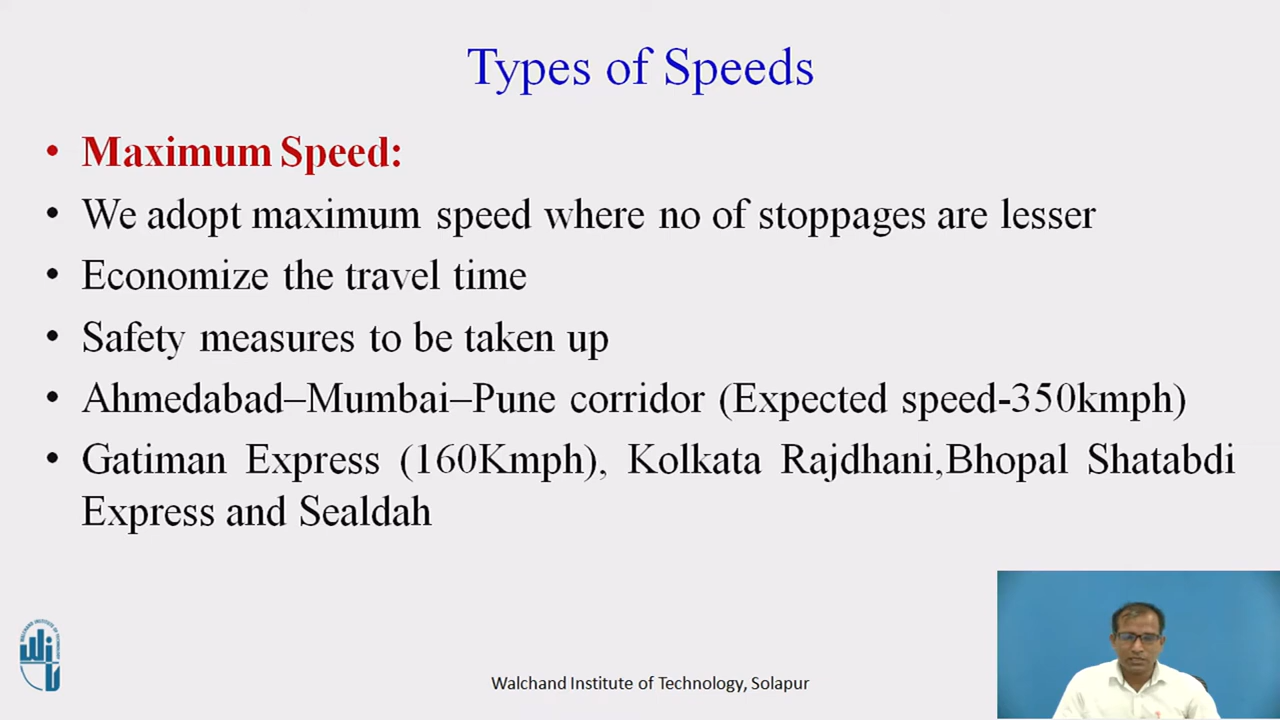 Types of Speeds
• Maximum Speed:
• We adopt maximum speed where no of stoppages are lesser
• Economize the travel time
• Safety measures to be taken up
• Ahmedabad–Mumbai–Pune corridor (Expected speed-350kmph)
• Gatiman Express (160Kmph), Kolkata Rajdhani,Bhopal Shatabdi
Express and Sealdah
Walchand Institute of Technology, Solapur